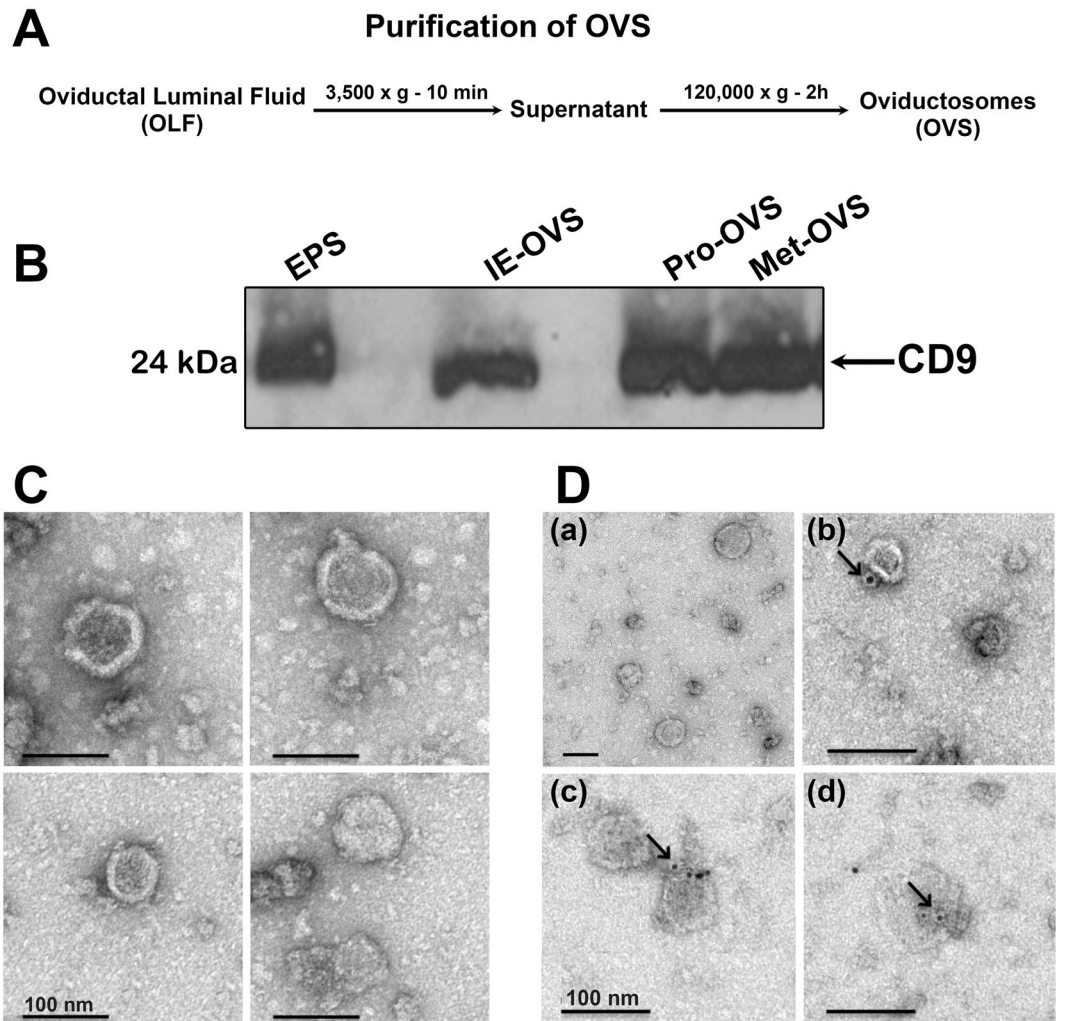 A
Purification of OVS
Oviductal Luminal Fluid
(OLF)
3,500 x g - 10 min
Supernatant
120,000 x g - 2h
Oviductosomes
(OVS)
B
EPS
IE-OVS
Pro-OVS
Met-OVS
24 kDa
CD9
C
100 nm
D
(a)
(b)
(c)
100 nm
(d)